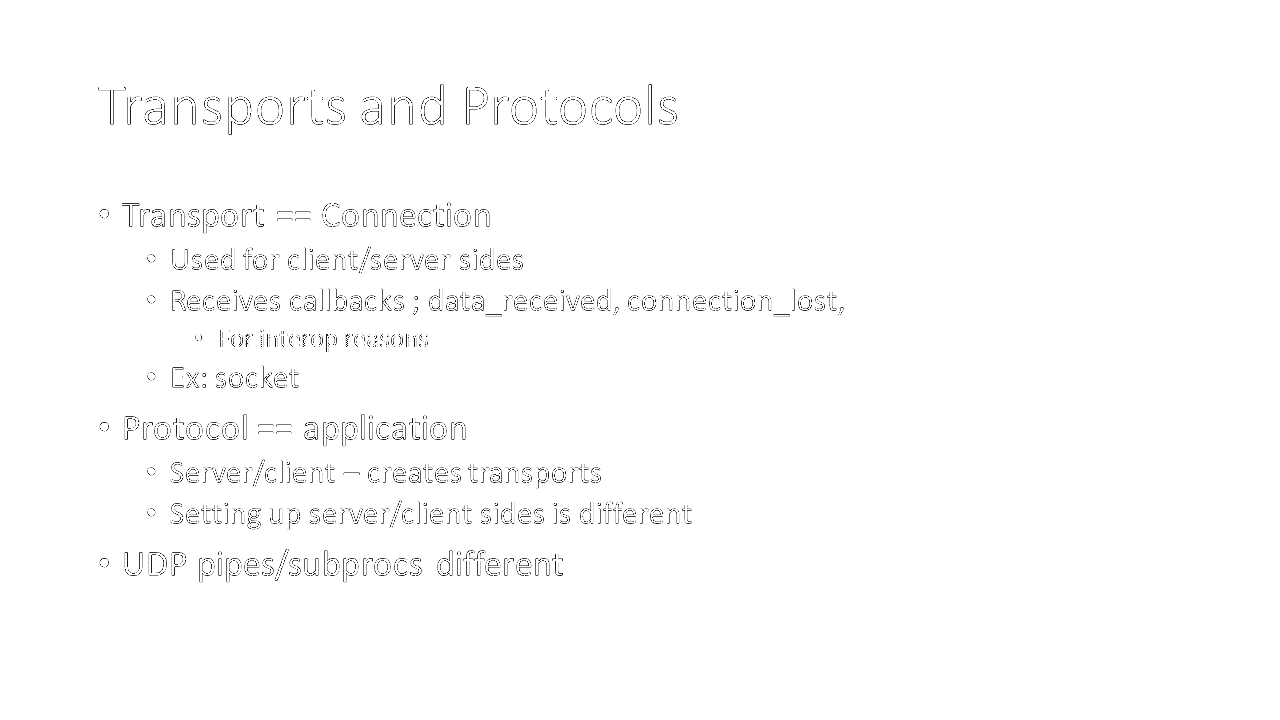 Transports and Protocols
• Transport == Connection
• Used for client/server sides
• Receives callbacks ; data_received, connection_lost,
• For interop reasons
• Ex: socket
• Protocol == application
• Server/client – creates transports
• Setting up server/client sides is different
• UDP pipes/subprocs different